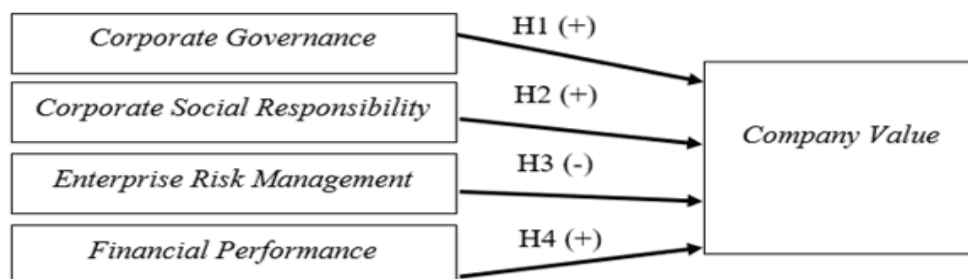 Corporate Governance
H1 (+)
Corporate Social Responsibility
H2 (+)
Company Value
Enterprise Risk Management
H3 (-)
Financial Performance
H4 (+)